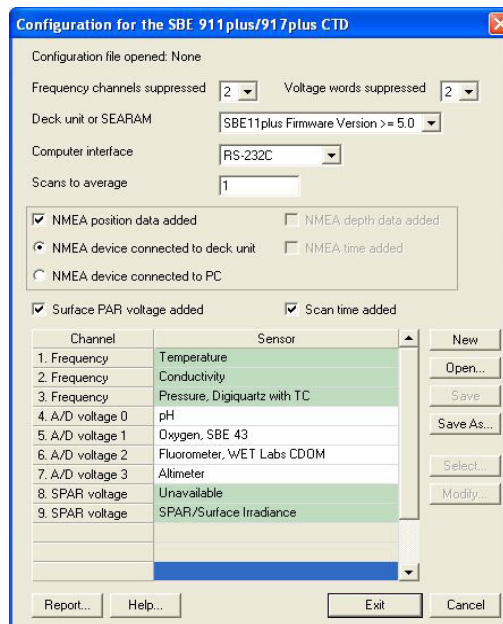 Configuration for the SBE 911plus/917plus CTD
Configuration file opened: None
Frequency channels suppressed 2 Voltage words suppressed 2
Deck unit or SEARAM SBE11plus Firmware Version >= 5.0
Computer interface RS-232C
Scans to average 1
NMEA position data added NMEA depth data added
NMEA device connected to deck unit NMEA time added
NMEA device connected to PC
Surface PAR voltage added Scan time added
Channel Sensor New
1. Frequency Temperature
2. Frequency Conductivity Open...
3. Frequency Pressure, Digiquartz with TC Save
4. A/D voltage 0 pH
5. A/D voltage 1 Oxygen, SBE 43 Save As...
6. A/D voltage 2 Fluorometer, WET Labs CDOM
7. A/D voltage 3 Altimeter Select...
8. SPAR voltage Unavailable Modify...
9. SPAR voltage SPAR/Surface Irradiance
Report... Help... Exit Cancel